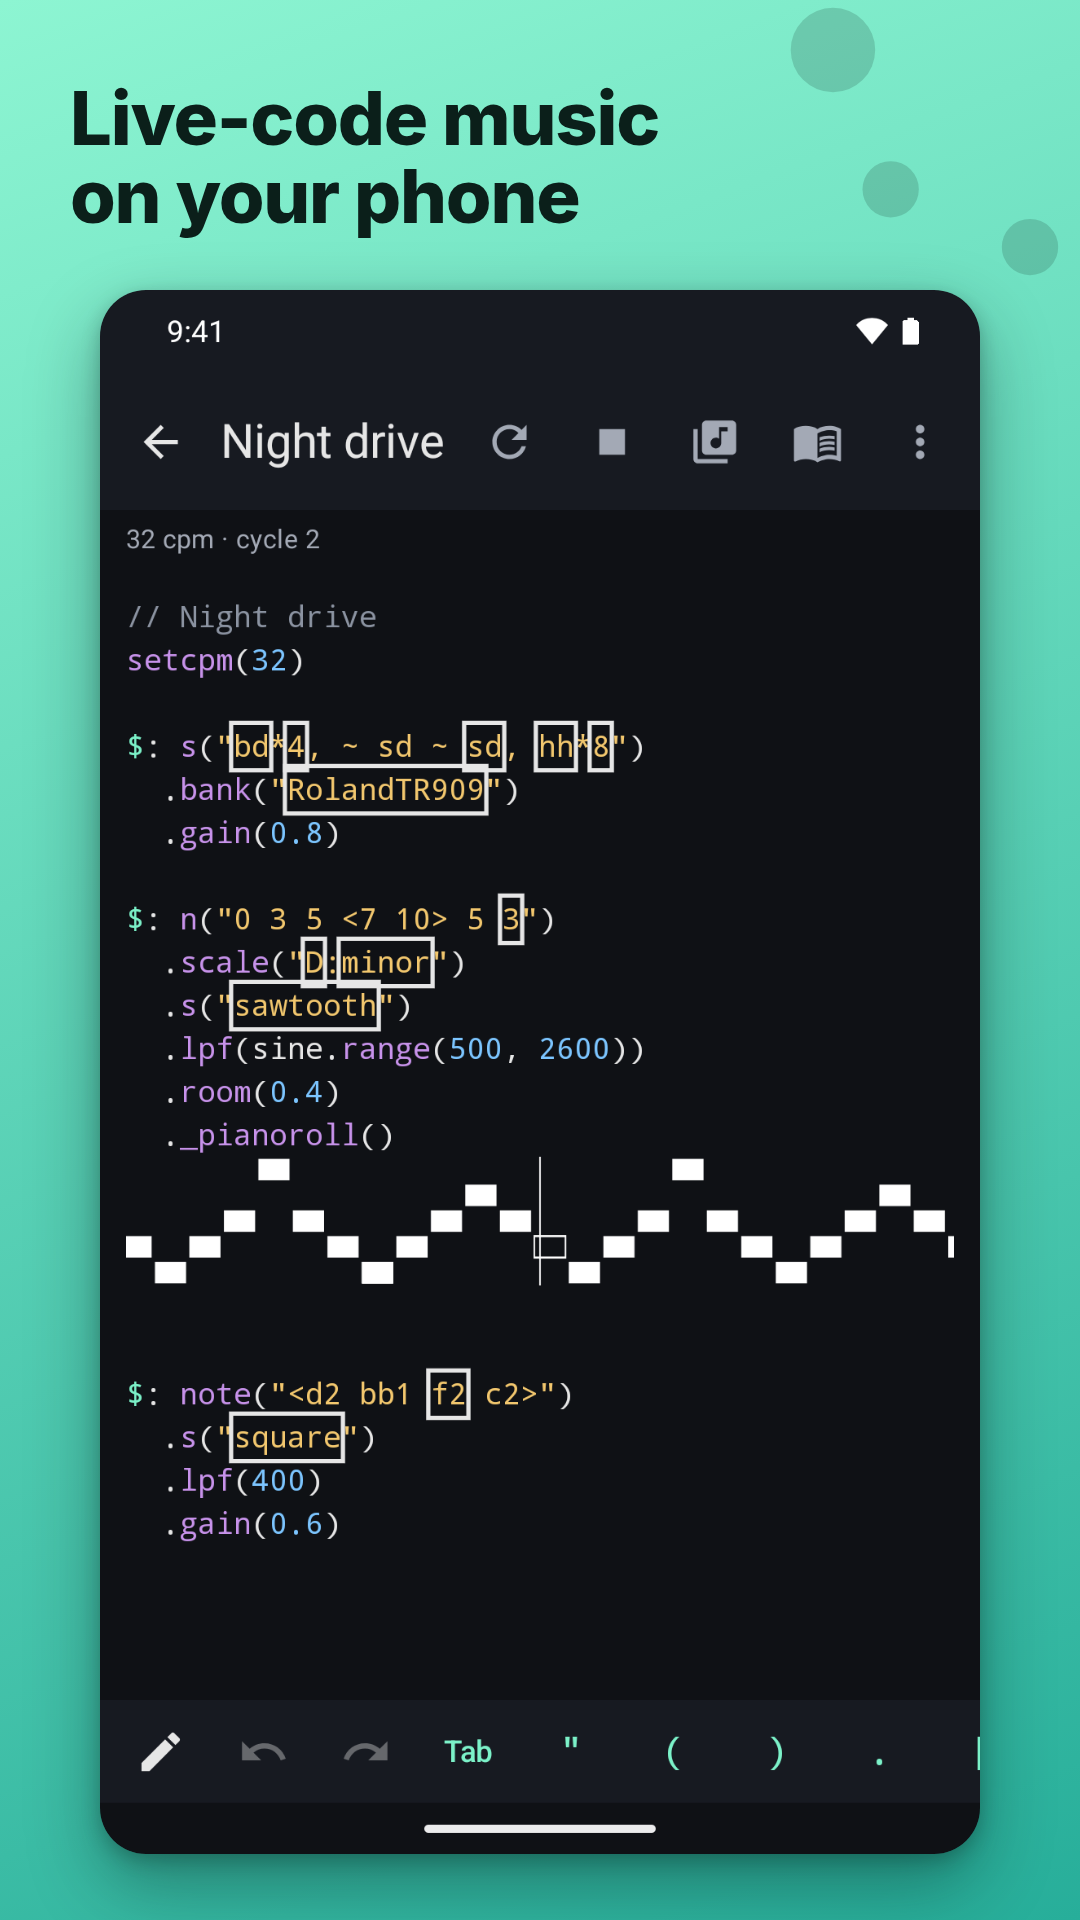 Live-code music
on your phone
9:41
Night drive
32 cpm · cycle 2
// Night drive
setcpm(32)
$: s("bd*4, ~ sd ~ sd, hh*8")
.bank("RolandTR909")
.gain(0.8)
$: n("0 3 5 <7 10> 5 3")
.scale("D:minor")
.s("sawtooth")
.lpf(sine.range(500, 2600))
.room(0.4)
._pianoroll()
$: note("<d2 bb1 f2 c2>")
.s("square")
.lpf(400)
.gain(0.6)
Tab " ( ) .